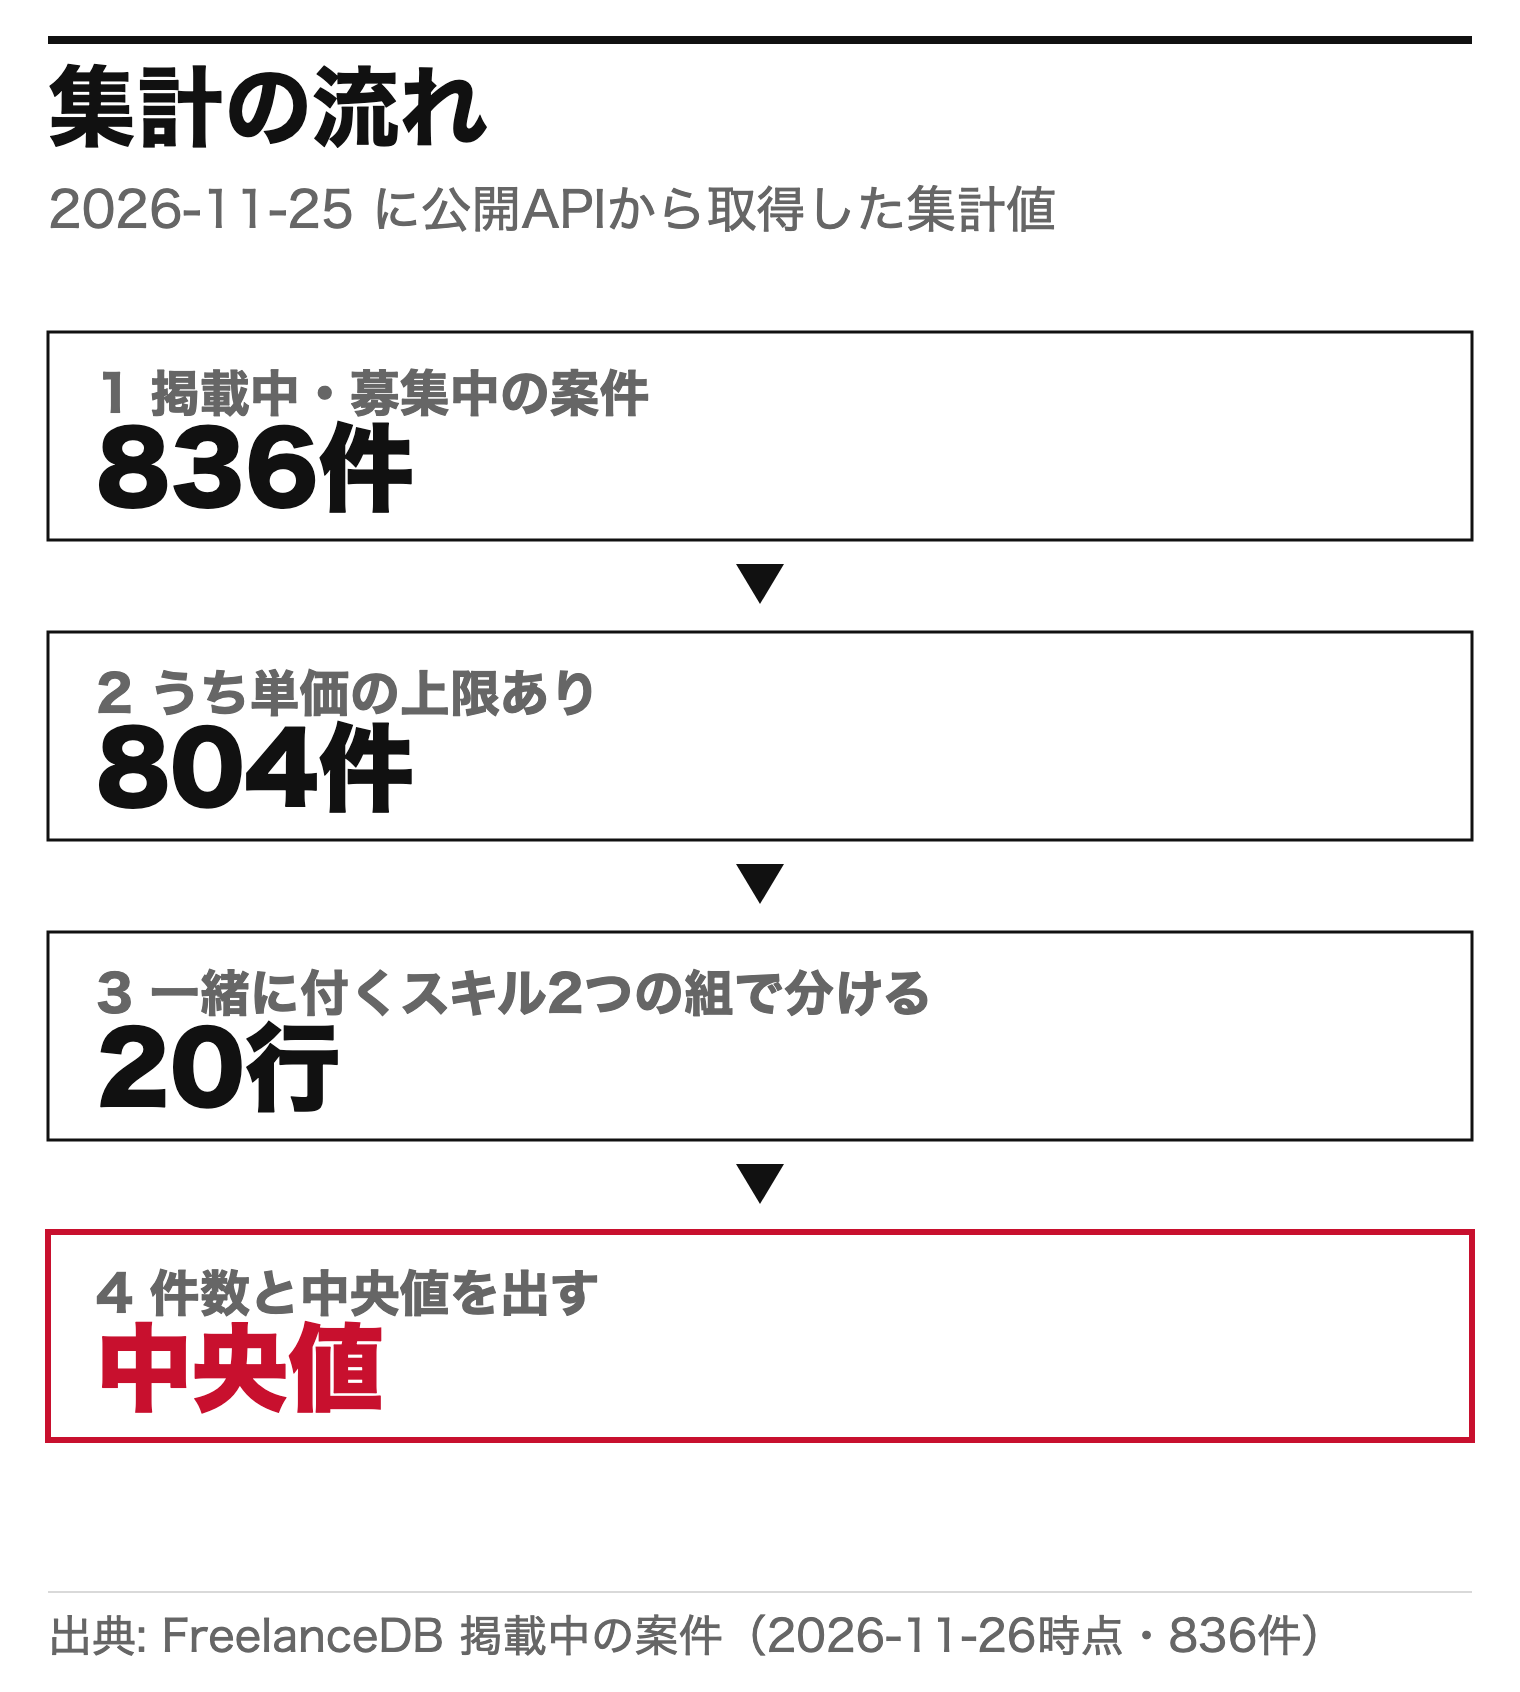 集計の流れ
2026-11-25 に公開APIから取得した集計値
1 掲載中・募集中の案件
836件
2 うち単価の上限あり
804件
3 一緒に付くスキル2つの組で分ける
20行
4 件数と中央値を出す
中央値
出典: FreelanceDB 掲載中の案件（2026-11-26時点・836件）